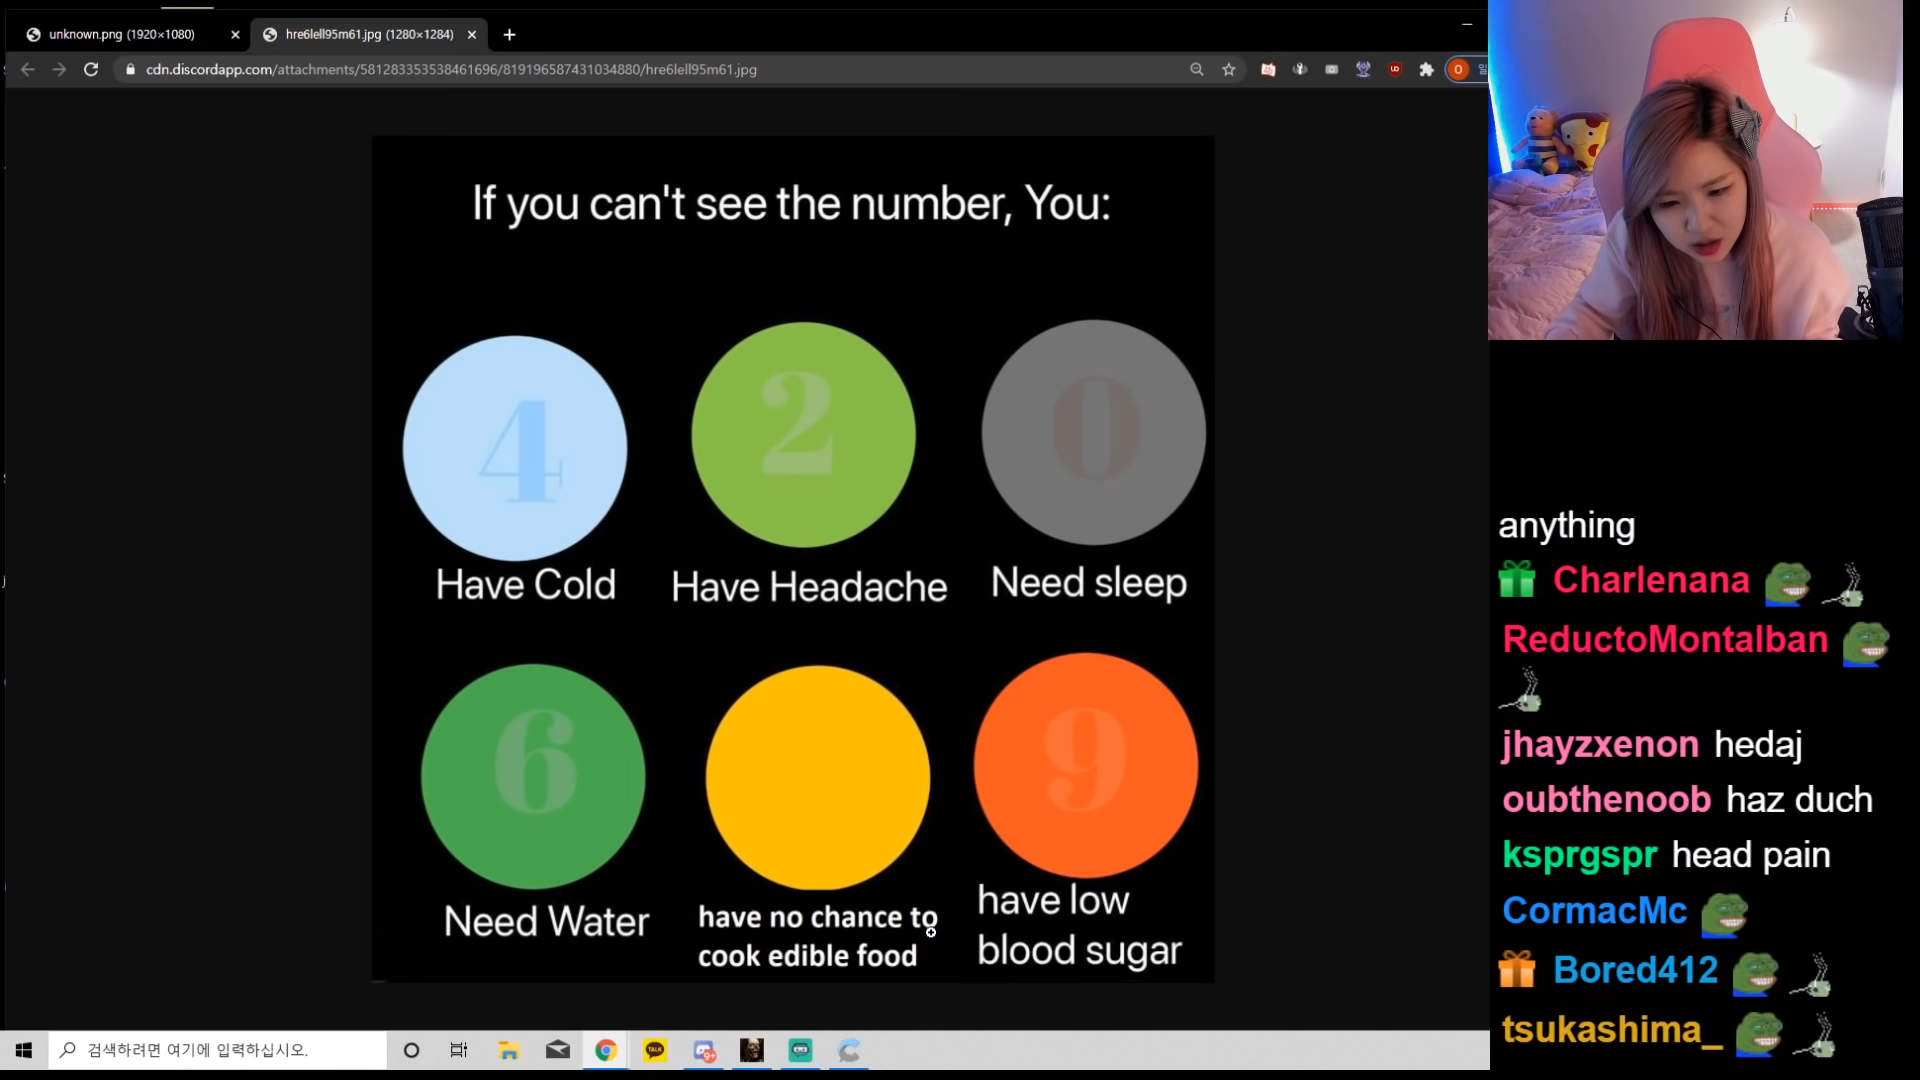 unknown.png (1920×1080)
hre6lell95m61.jpg (1280×1284)
cdn.discordapp.com/attachments/581283353538461696/819196587431034880/hre6lell95m61.jpg
If you can't see the number, You:
4
2
0
Have Cold
Have Headache
Need sleep
6
9
Need Water
have no chance to
cook edible food
have low
blood sugar
anything
Charlenana
ReductoMontalban
jhayzxenon hedaj
oubthenoob haz duch
ksprgspr head pain
CormacMc
Bored412
tsukashima_
검색하려면 여기에 입력하십시오.
TALK
9+